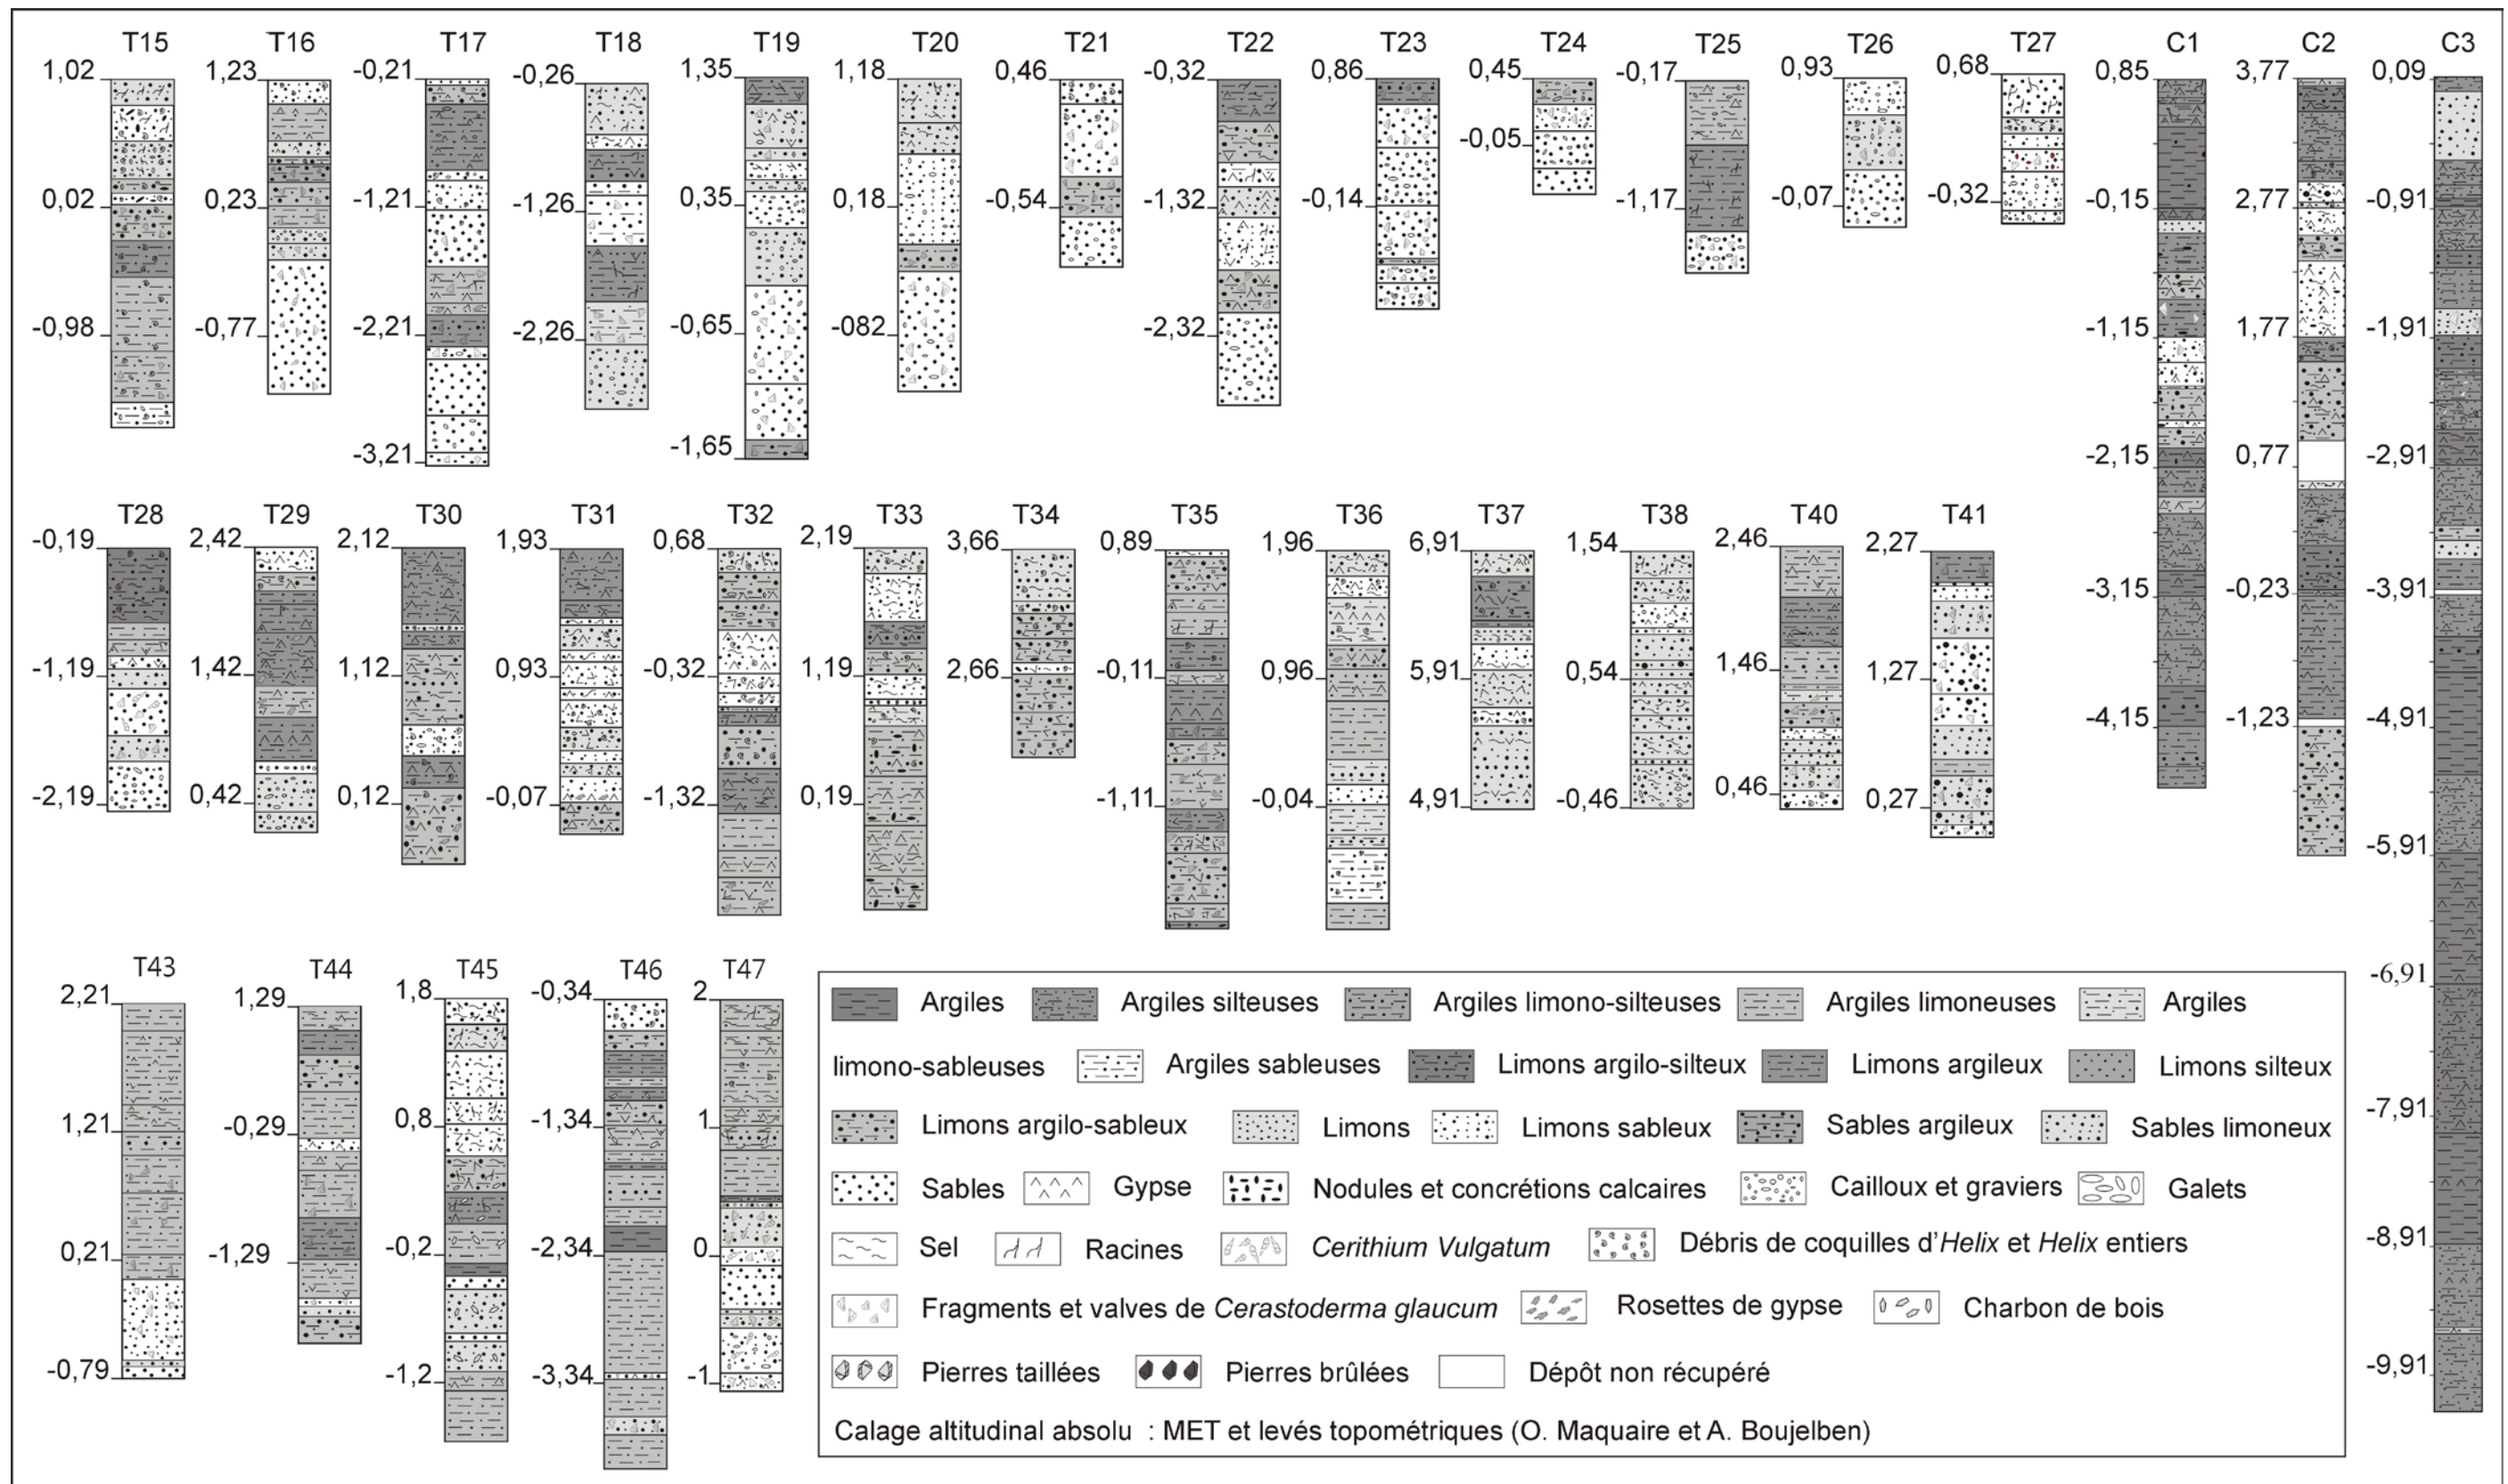 T15 T16 T17 T18 T19 T20 T21 T22 T23 T24 T25 T26 T27 C1 C2 C3
1,02 1,23 -0,21 -0,26 1,35 1,18 0,46 -0,32 0,86 0,45 -0,17 0,93 0,68 0,85 3,77 0,09
-0,05
0,02 0,23 -1,21 -1,26 0,35 0,18 -0,54 -1,32 -0,14 -1,17 -0,07 -0,32 -0,15 2,77 -0,91
-0,98 -0,77 -2,21 -2,26 -0,65 -082 -2,32 -1,15 1,77 -1,91
-3,21 -1,65 -2,15 0,77 -2,91
T28 T29 T30 T31 T32 T33 T34 T35 T36 T37 T38 T40 T41
-0,19 2,42 2,12 1,93 0,68 2,19 3,66 0,89 1,96 6,91 1,54 2,46 2,27
-3,15 -0,23 -3,91
-1,19 1,42 1,12 0,93 -0,32 1,19 2,66 -0,11 0,96 5,91 0,54 1,46 1,27
-4,15 -1,23 -4,91
-2,19 0,42 0,12 -0,07 -1,32 0,19 -1,11 -0,04 4,91 -0,46 0,46 0,27
-5,91
T43 T44 T45 T46 T47
-6,91
2,21 1,29 1,8 -0,34 2
1,21 -0,29 0,8 -1,34 1
-7,91
0,21 -1,29 -0,2 -2,34 0
-8,91
-0,79 -1,2 -3,34 -1
-9,91
Argiles Argiles silteuses Argiles limono-silteuses Argiles limoneuses Argiles
limono-sableuses Argiles sableuses Limons argilo-silteux Limons argileux Limons silteux
Limons argilo-sableux Limons Limons sableux Sables argileux Sables limoneux
Sables Gypse Nodules et concrétions calcaires Cailloux et graviers Galets
Sel Racines Cerithium Vulgatum Débris de coquilles d'Helix et Helix entiers
Fragments et valves de Cerastoderma glaucum Rosettes de gypse Charbon de bois
Pierres taillées Pierres brûlées Dépôt non récupéré
Calage altitudinal absolu : MET et levés topométriques (O. Maquaire et A. Boujelben)